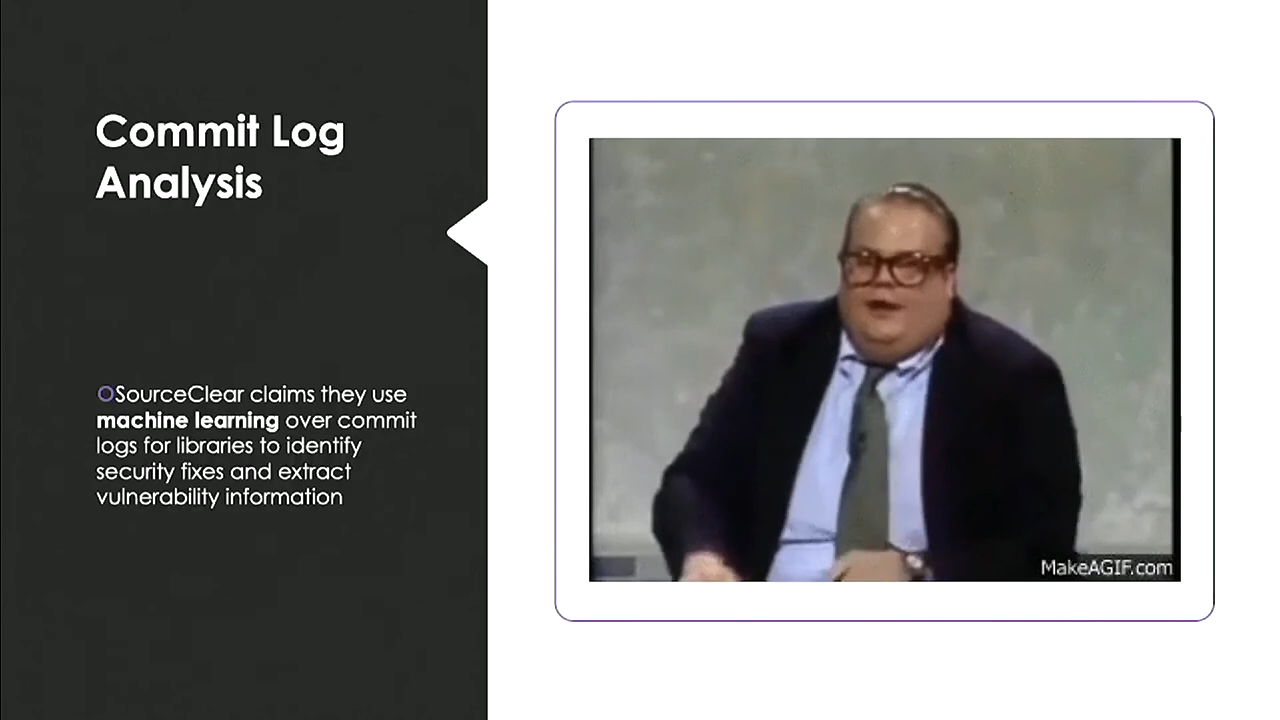 Commit Log
Analysis
SourceClear claims they use
machine learning over commit
logs for libraries to identify
security fixes and extract
vulnerability information
MakeAGIF.com